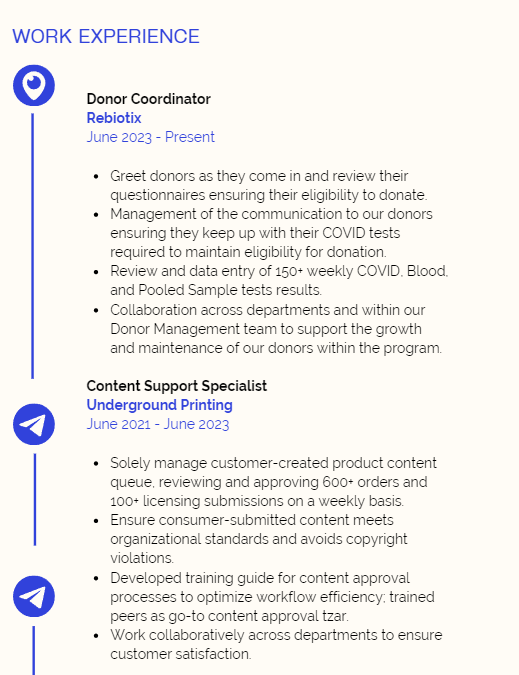 WORK EXPERIENCE
Donor Coordinator
Rebiotix
June 2023 - Present
• Greet donors as they come in and review their
questionnaires ensuring their eligibility to donate.
• Management of the communication to our donors
ensuring they keep up with their COVID tests
required to maintain eligibility for donation.
• Review and data entry of 150+ weekly COVID, Blood,
and Pooled Sample tests results.
• Collaboration across departments and within our
Donor Management team to support the growth
and maintenance of our donors within the program.
Content Support Specialist
Underground Printing
June 2021 - June 2023
• Solely manage customer-created product content
queue, reviewing and approving 600+ orders and
100+ licensing submissions on a weekly basis.
• Ensure consumer-submitted content meets
organizational standards and avoids copyright
violations.
• Developed training guide for content approval
processes to optimize workflow efficiency; trained
peers as go-to content approval tzar.
• Work collaboratively across departments to ensure
customer satisfaction.